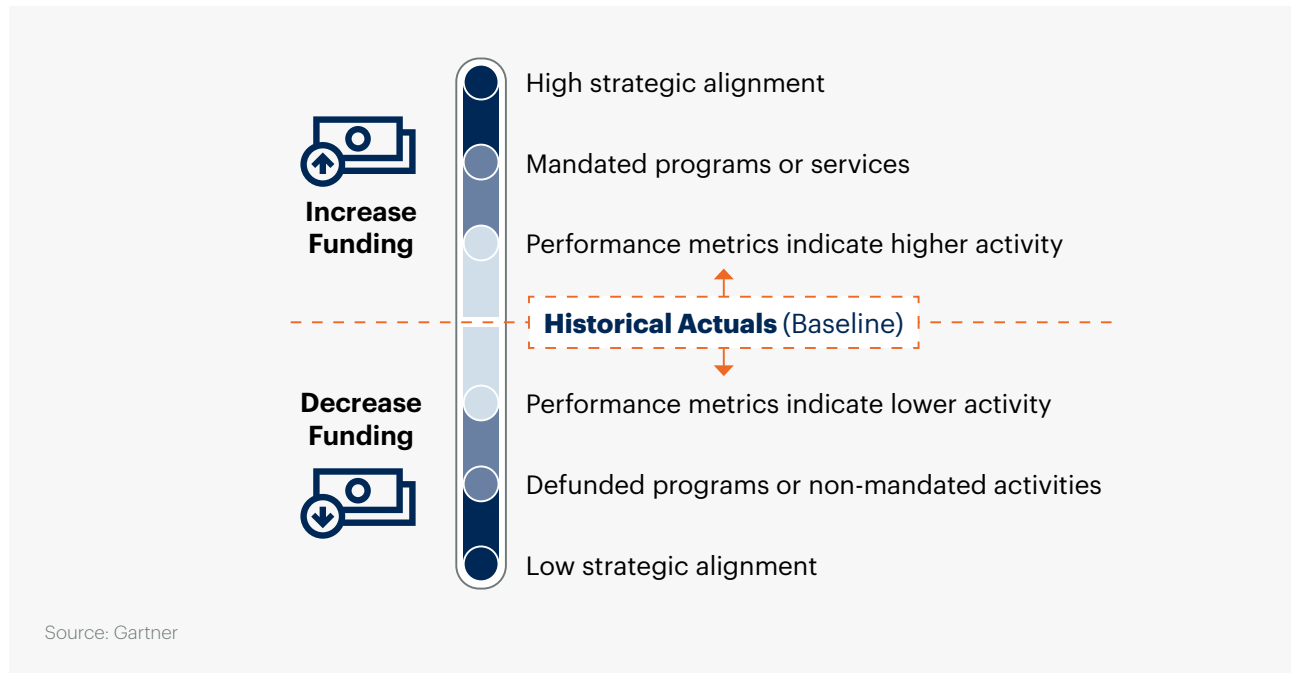 High strategic alignment
Mandated programs or services
Increase
Funding
Performance metrics indicate higher activity
Historical Actuals (Baseline)
Decrease
Funding
Performance metrics indicate lower activity
Defunded programs or non-mandated activities
Low strategic alignment
Source: Gartner